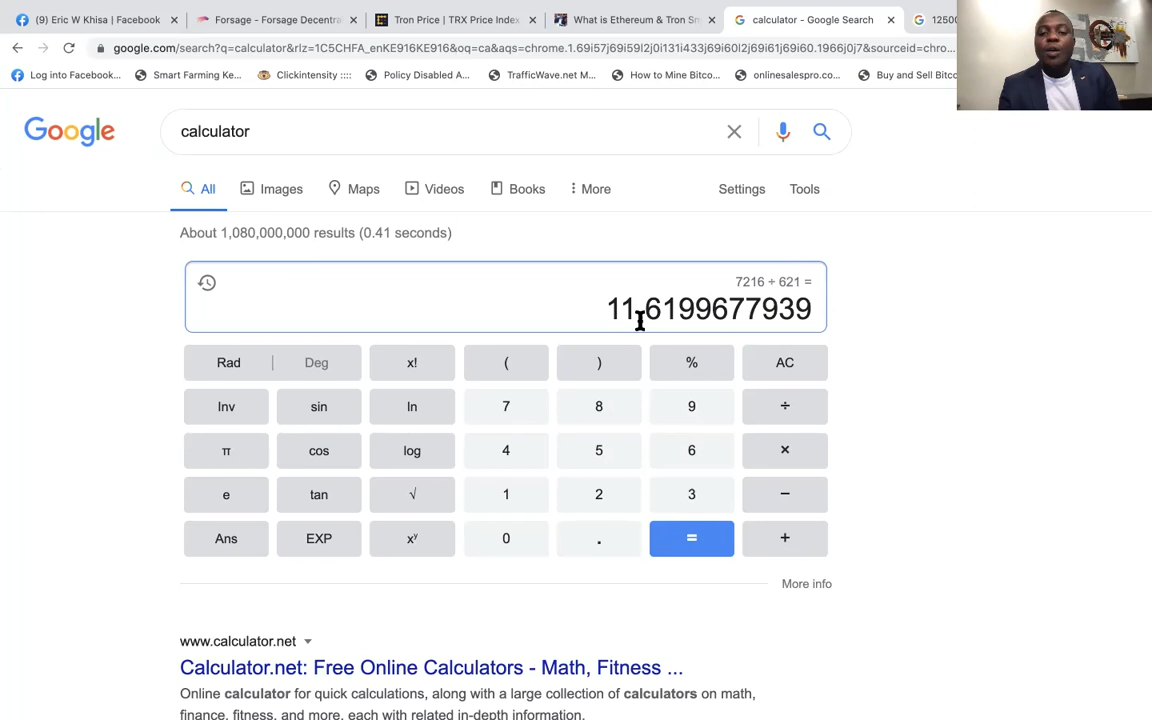 (9) Eric W Khisa | Facebook
Forsage - Forsage Decentra
Tron Price | TRX Price Index
What is Ethereum & Tron Sm
calculator - Google Search
1250
google.com/search?q=calculator&rlz=1C5CHFA_enKE916KE916&oq=ca&aqs=chrome.1.69i57j69i59l2j0i131i433j69i60l2j69i61j69i60.1966j0j7&sourceid=chro...
Log into Facebook...
Smart Farming Ke...
Clickintensity ::::
Policy Disabled A...
TrafficWave.net M...
How to Mine Bitco...
onlinesalespro.co...
Buy and Sell Bitco
Google
calculator
All
Images
Maps
Videos
Books
More
Settings
Tools
About 1,080,000,000 results (0.41 seconds)
7216 ÷ 621 =
11.6199677939
Rad
Deg
x!
(
)
%
AC
Inv
sin
ln
7
8
9
÷
π
cos
log
4
5
6
×
e
tan
√
1
2
3
−
Ans
EXP
xʸ
0
.
=
+
More info
www.calculator.net
Calculator.net: Free Online Calculators - Math, Fitness ...
Online calculator for quick calculations, along with a large collection of calculators on math,
finance, fitness, and more, each with related in-depth information.